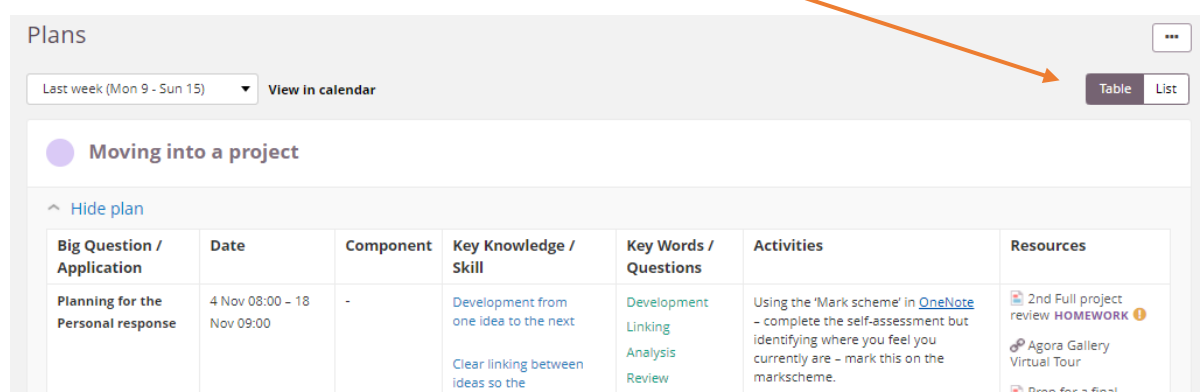 Plans
Last week (Mon 9 - Sun 15)
View in calendar
Table
List
Moving into a project
Hide plan
Big Question /
Application
Date
Component
Key Knowledge /
Skill
Key Words /
Questions
Activities
Resources
Planning for the
Personal response
4 Nov 08:00 – 18
Nov 09:00
-
Development from
one idea to the next
Clear linking between
ideas so the
Development
Linking
Analysis
Review
Using the ‘Mark scheme’ in OneNote
– complete the self-assessment but
identifying where you feel you
currently are – mark this on the
markscheme.
2nd Full project
review HOMEWORK
Agora Gallery
Virtual Tour
Prep for a final